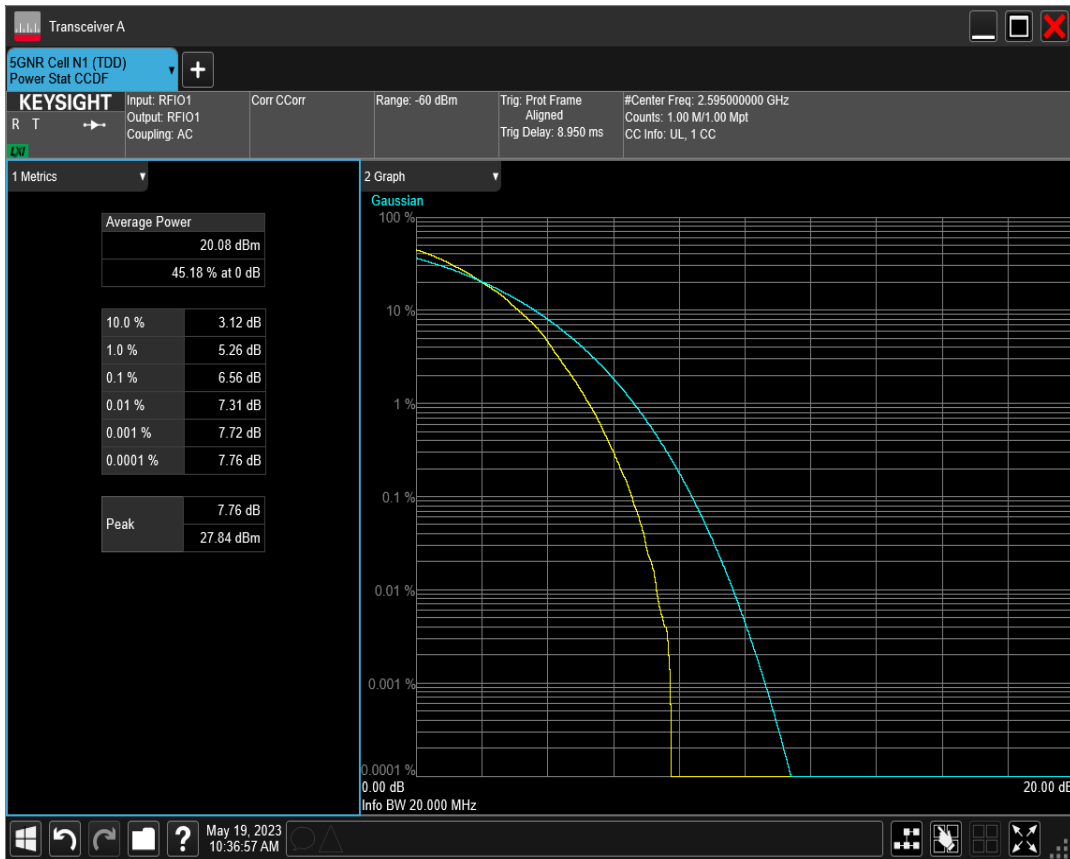 Transceiver A
5GNR Cell N1 (TDD)
Power Stat CCDF
KEYSIGHT
R T
LXI
Input: RFIO1
Output: RFIO1
Coupling: AC
Corr CCorr
Range: -60 dBm
Trig: Prot Frame
Aligned
Trig Delay: 8.950 ms
#Center Freq: 2.595000000 GHz
Counts: 1.00 M/1.00 Mpt
CC Info: UL, 1 CC
1 Metrics
Average Power
20.08 dBm
45.18 % at 0 dB
10.0 % 3.12 dB
1.0 % 5.26 dB
0.1 % 6.56 dB
0.01 % 7.31 dB
0.001 % 7.72 dB
0.0001 % 7.76 dB
Peak
7.76 dB
27.84 dBm
2 Graph
Gaussian
100 %
10 %
1 %
0.1 %
0.01 %
0.001 %
0.0001 %
0.00 dB 20.00 dB
Info BW 20.000 MHz
?
May 19, 2023
10:36:57 AM